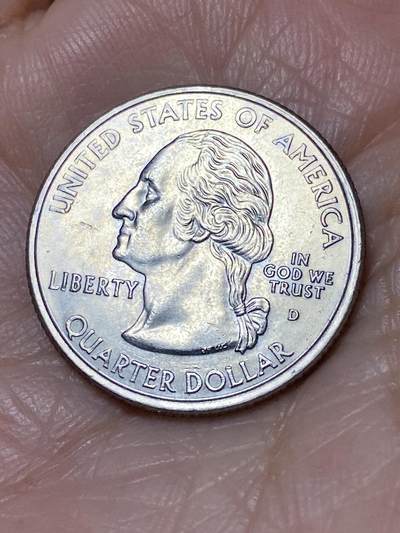 UNITED STATES OF AMERICA
LIBERTY
IN
GOD WE
TRUST
D
QUARTER DOLLAR